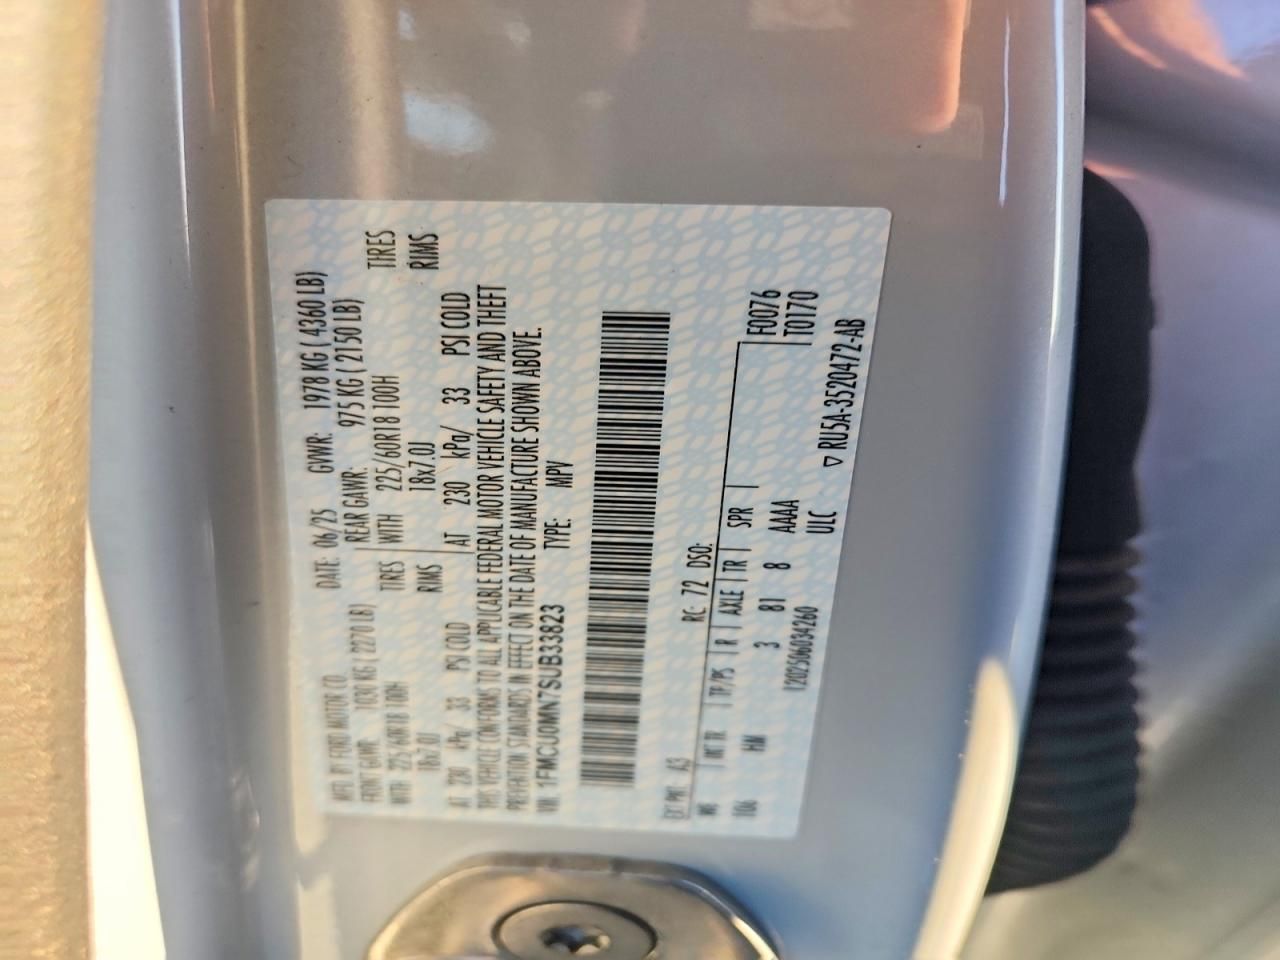 MFD. BY FORD MOTOR CO. DATE: 06/25 GVWR: 1978 KG ( 4360 LB)
FRONT GAWR: 1030 KG ( 2270 LB) REAR GAWR: 975 KG ( 2150 LB)
WITH 225/60R18 100H TIRES WITH 225/60R18 100H TIRES
18x7.0J RIMS 18x7.0J RIMS
AT 230 kPa/ 33 PSI COLD AT 230 kPa/ 33 PSI COLD
THIS VEHICLE CONFORMS TO ALL APPLICABLE FEDERAL MOTOR VEHICLE SAFETY AND THEFT
PREVENTION STANDARDS IN EFFECT ON THE DATE OF MANUFACTURE SHOWN ABOVE.
VIN: 1FMCU0MN7SUB33823 TYPE: MPV
EXT PNT: A3 RC: 72 DSO: F0076
WB INT TR TP/PS R AXLE TR SPR T0170
106 HM 3 81 8 AAAA
1202506034260 ULC ▽ RU5A-3520472-AB